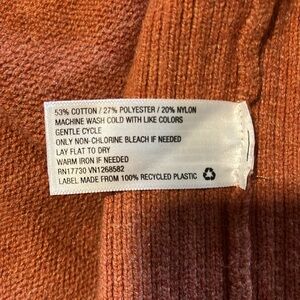 53% COTTON / 27% POLYESTER / 20% NYLON
MACHINE WASH COLD WITH LIKE COLORS
GENTLE CYCLE
ONLY NON-CHLORINE BLEACH IF NEEDED
LAY FLAT TO DRY
WARM IRON IF NEEDED
RN17730 VN1268582
LABEL MADE FROM 100% RECYCLED PLASTIC